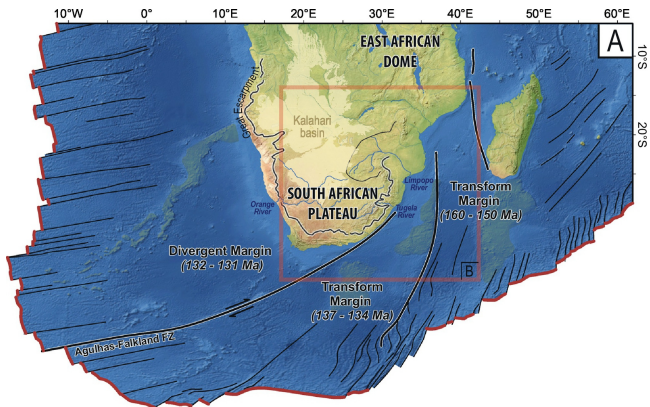 10°W
0°
10°E
20°E
30°E
40°E
50°E
60°E
A
10°S
20°S
EAST AFRICAN
DOME
Great Escarpment
Kalahari
basin
SOUTH AFRICAN
PLATEAU
Limpopo
River
Orange
River
Tugela
River
Transform
Margin
(160 - 150 Ma)
Divergent Margin
(132 - 131 Ma)
B
Transform
Margin
(137 - 134 Ma)
Agulhas-Falkland FZ